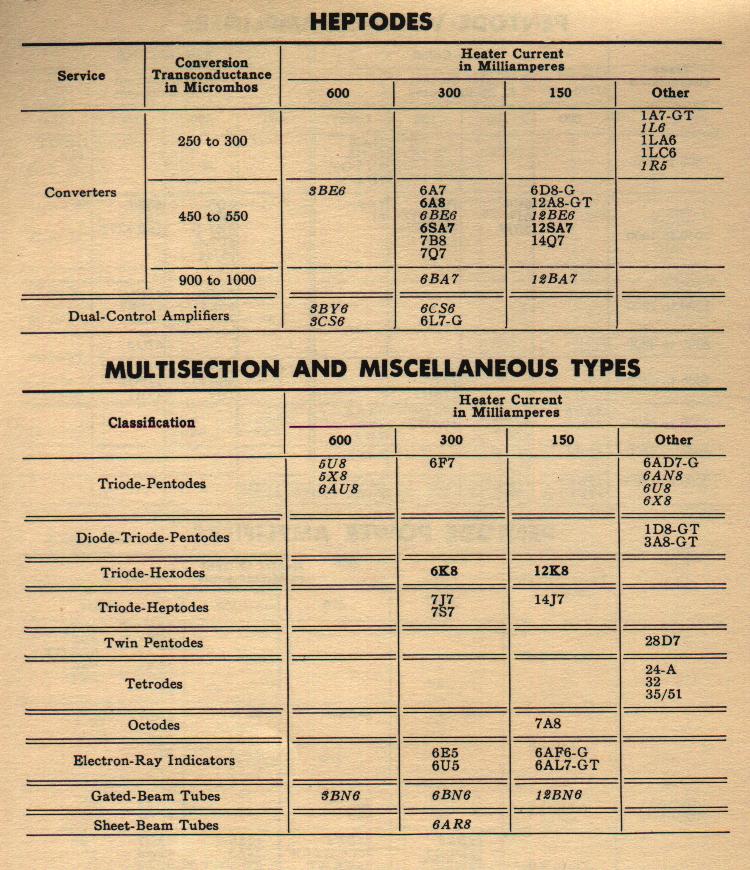 HEPTODES
Service
Conversion
Transconductance
in Micromhos
Heater Current
in Milliamperes
600 300 150 Other
Converters
250 to 300
1A7-GT
1L6
1LA6
1LC6
1R5
450 to 550
3BE6 6A7 6D8-G
6A8 12A8-GT
6BE6 12BE6
6SA7 12SA7
7B8 14Q7
7Q7
900 to 1000 6BA7 12BA7
Dual-Control Amplifiers
3BY6 6CS6
3CS6 6L7-G
MULTISECTION AND MISCELLANEOUS TYPES
Classification
Heater Current
in Milliamperes
600 300 150 Other
Triode-Pentodes
5U8 6F7 6AD7-G
5X8 6AN8
6AU8 6U8
6X8
Diode-Triode-Pentodes
1D8-GT
3A8-GT
Triode-Hexodes 6K8 12K8
Triode-Heptodes
7J7 14J7
7S7
Twin Pentodes 28D7
Tetrodes
24-A
32
35/51
Octodes 7A8
Electron-Ray Indicators
6E5 6AF6-G
6U5 6AL7-GT
Gated-Beam Tubes 3BN6 6BN6 12BN6
Sheet-Beam Tubes 6AR8